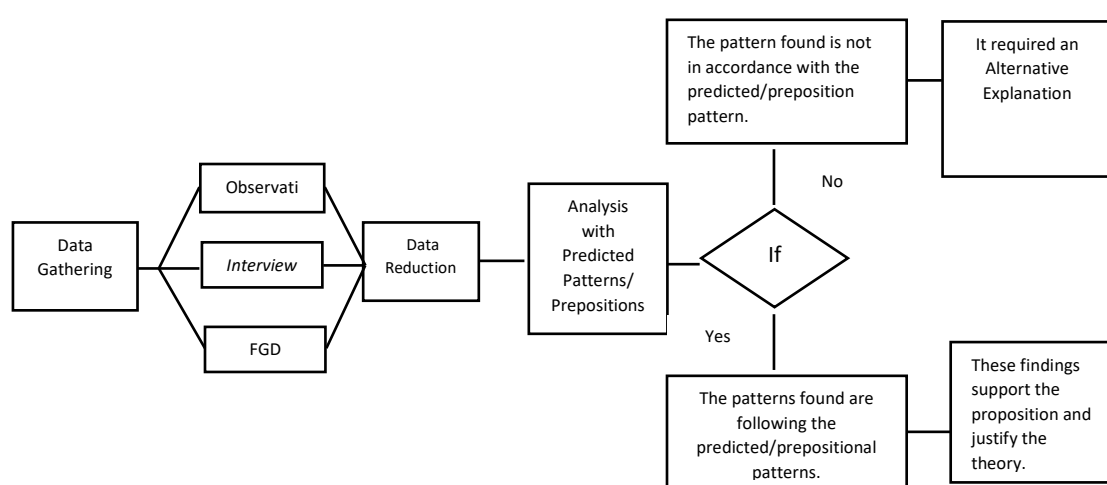 Data
Gathering
Observati
Interview
FGD
Data
Reduction
Analysis
with
Predicted
Patterns/
Prepositions
If
No
The pattern found is not
in accordance with the
predicted/preposition
pattern.
It required an
Alternative
Explanation
Yes
The patterns found are
following the
predicted/prepositional
patterns.
These findings
support the
proposition and
justify the
theory.